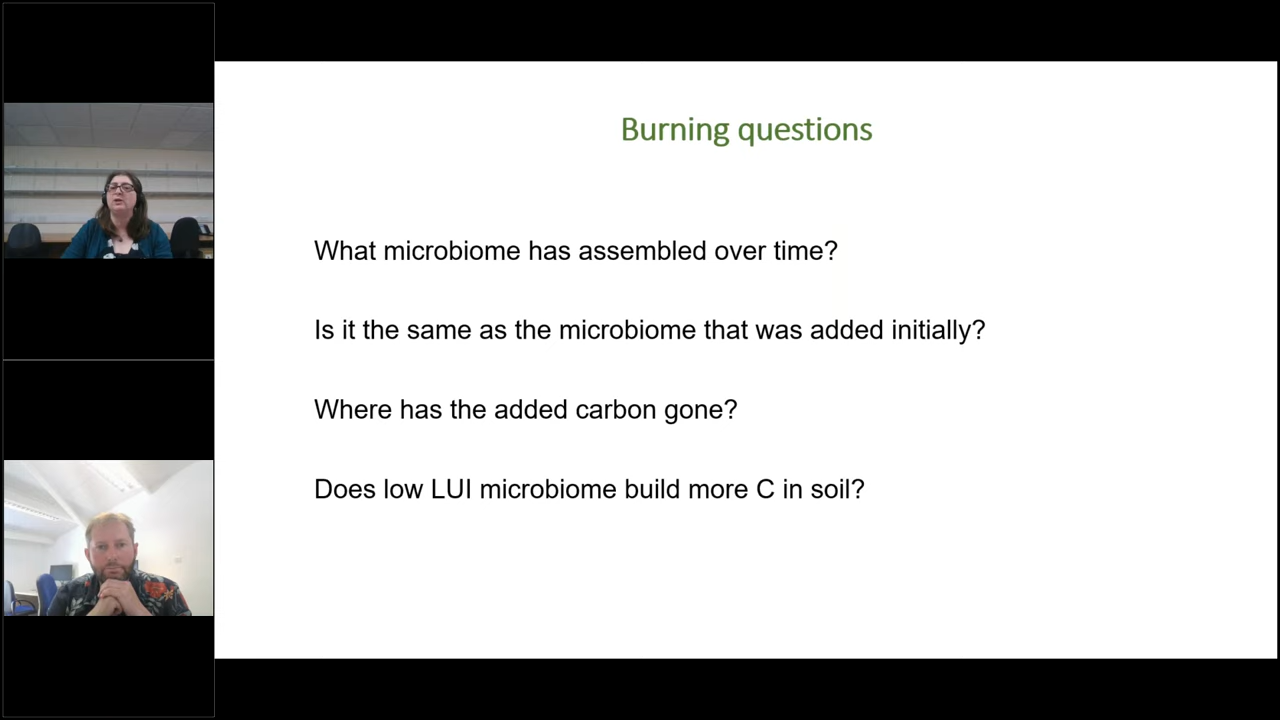 Burning questions
What microbiome has assembled over time?
Is it the same as the microbiome that was added initially?
Where has the added carbon gone?
Does low LUI microbiome build more C in soil?